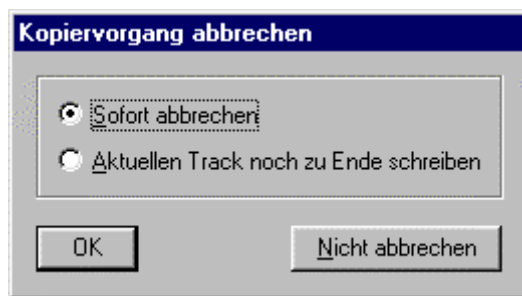 Kopiervorgang abbrechen
Sofort abbrechen
Aktuellen Track noch zu Ende schreiben
OK
Nicht abbrechen